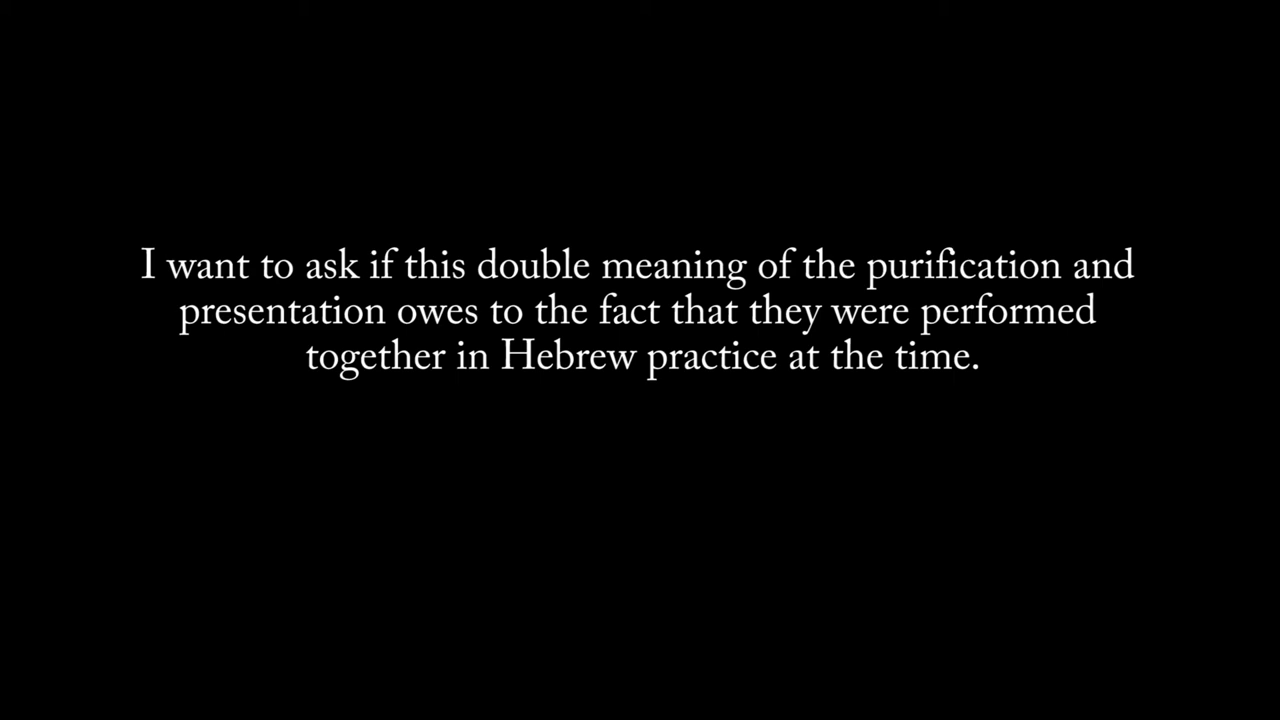 I want to ask if this double meaning of the purification and
presentation owes to the fact that they were performed
together in Hebrew practice at the time.